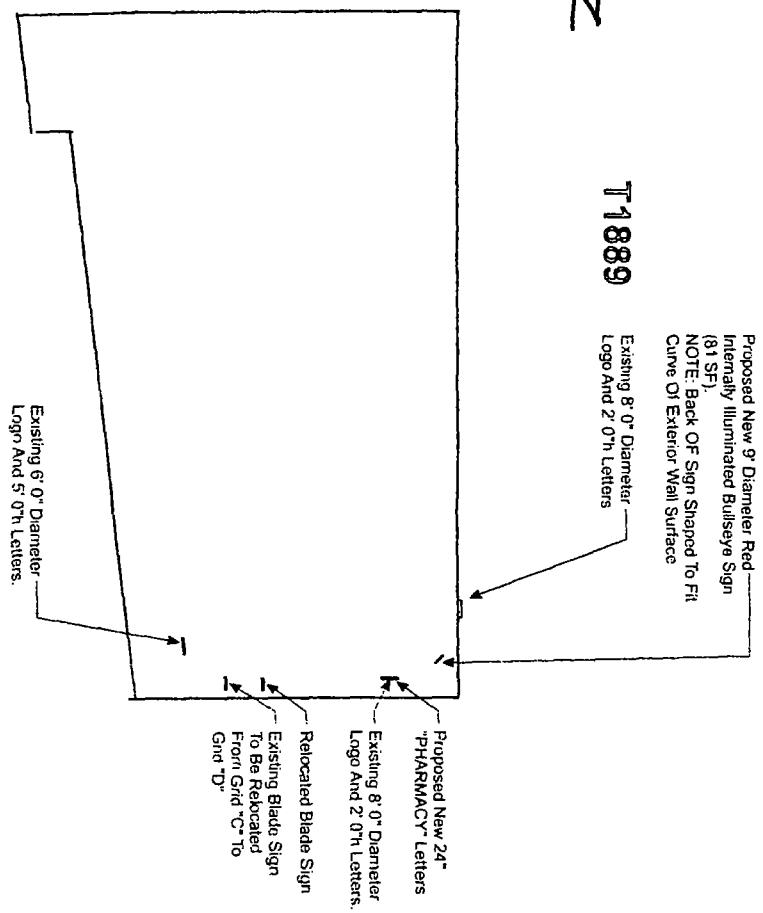 N
T1889
Proposed New 9' Diameter Red
Internally Illuminated Bullseye Sign
(81 SF).
NOTE: Back OF Sign Shaped To Fit
Curve Of Exterior Wall Surface
Existing 8' 0" Diameter
Logo And 2' 0"h Letters
Proposed New 24"
"PHARMACY" Letters
Existing 8' 0" Diameter
Logo And 2' 0"h Letters.
Relocated Blade Sign
Existing Blade Sign
To Be Relocated
From Grid "C" To
Grid "D"
Existing 6' 0" Diameter
Logo And 5' 0"h Letters.